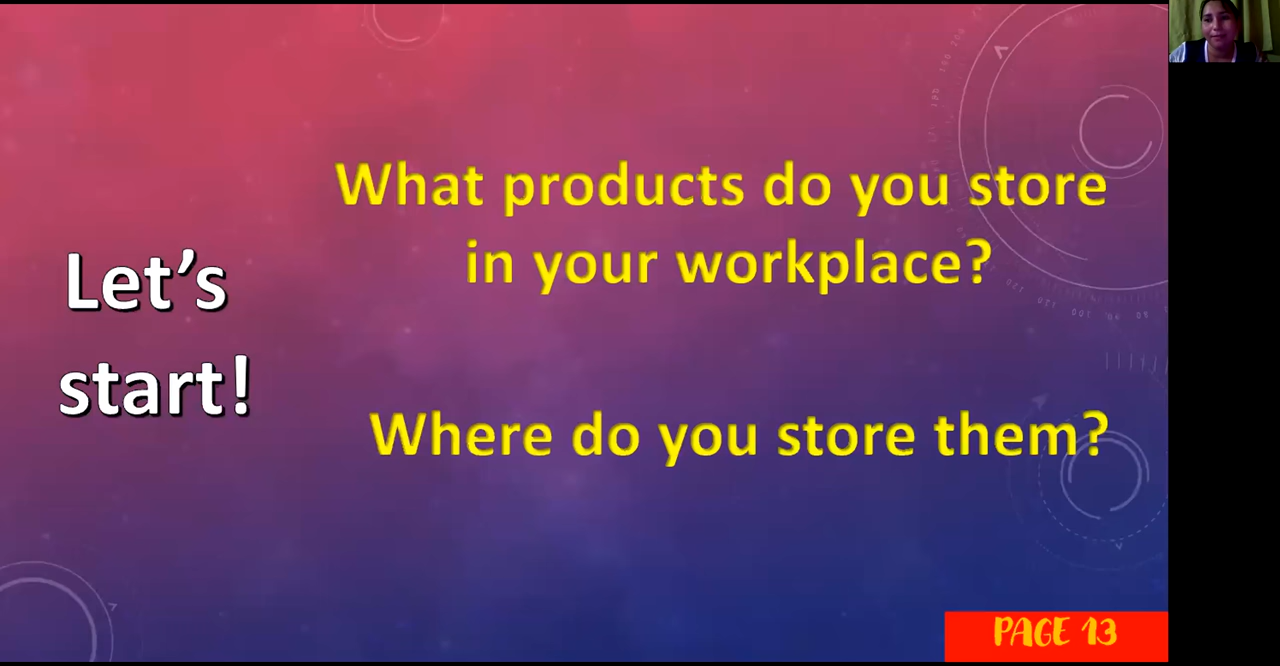 Let’s
start!
What products do you store
in your workplace?
Where do you store them?
PAGE 13